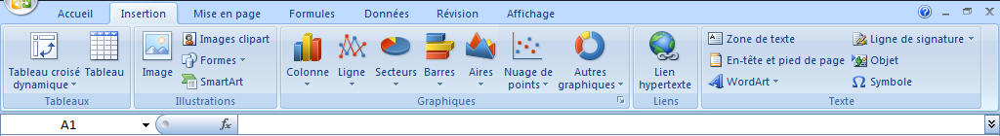 Accueil Insertion Mise en page Formules Données Révision Affichage
Tableau croisé dynamique
Tableau
Tableaux
Image
Images clipart
Formes
SmartArt
Illustrations
Colonne
Ligne
Secteurs
Barres
Aires
Nuage de points
Autres graphiques
Graphiques
Lien hypertexte
Liens
Zone de texte
En-tête et pied de page
WordArt
Ligne de signature
Objet
Symbole
Texte
A1
fx